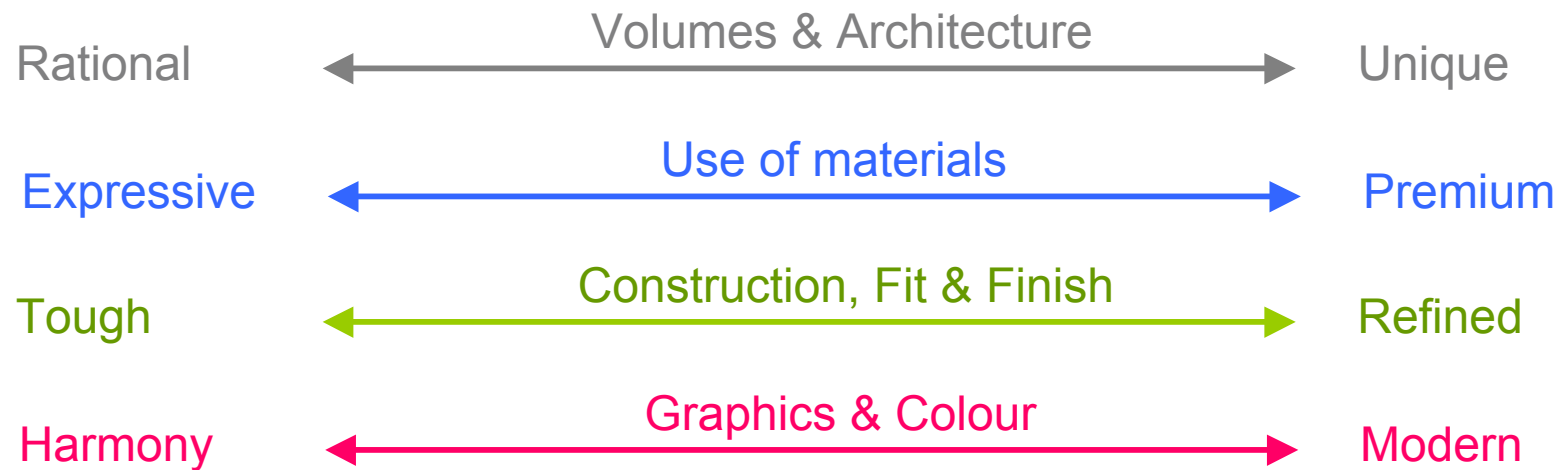 Volumes & Architecture
Rational
Unique
Use of materials
Expressive
Premium
Construction, Fit & Finish
Tough
Refined
Graphics & Colour
Harmony
Modern